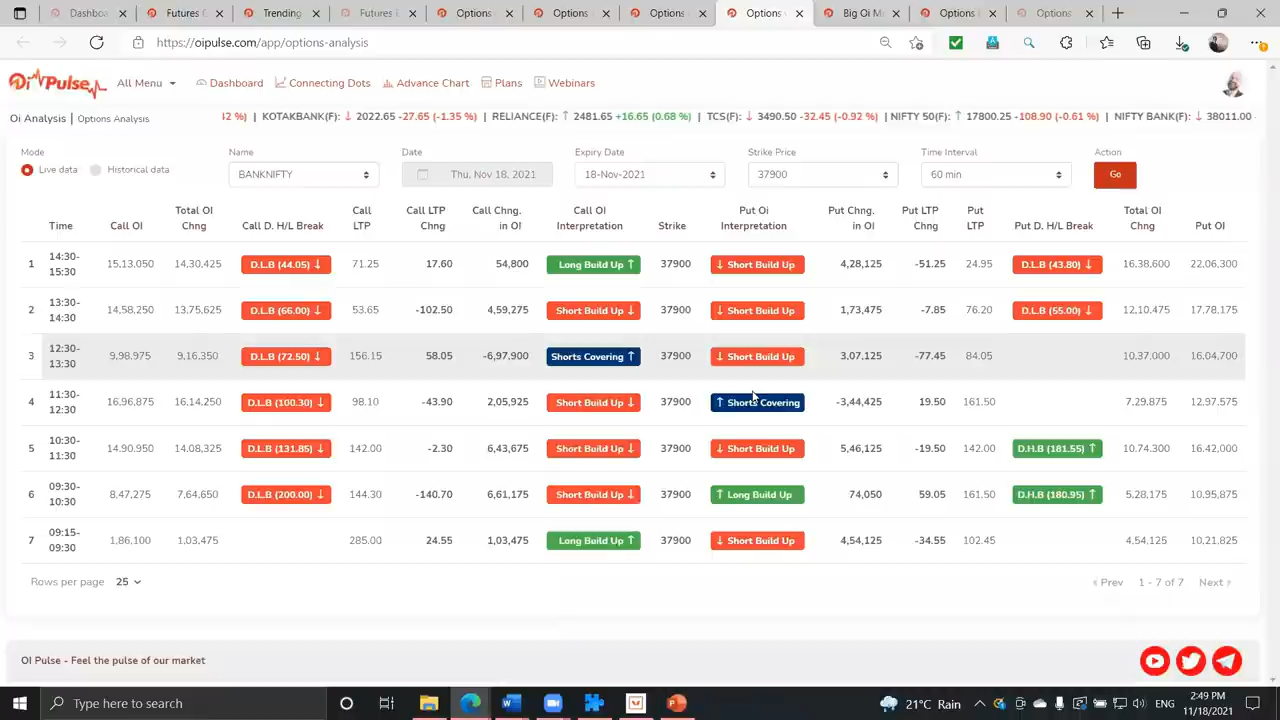 Dashbo
Futures
Trending
Futures
Options
Options
Options
Options
Big Oi M
Options
Options
https://oipulse.com/app/options-analysis
Oi Pulse
All Menu
Dashboard
Connecting Dots
Advance Chart
Plans
Webinars
Oi Analysis | Options Analysis
2 %) | KOTAKBANK(F): ↓ 2022.65 -27.65 (-1.35 %) | RELIANCE(F): ↑ 2481.65 +16.65 (0.68 %) | TCS(F): ↓ 3490.50 -32.45 (-0.92 %) | NIFTY 50(F): ↑ 17800.25 -108.90 (-0.61 %) | NIFTY BANK(F): ↓ 38011.00
Mode Name Date Expiry Date Strike Price Time Interval Action
Live data Historical data BANKNIFTY Thu, Nov 18, 2021 18-Nov-2021 37900 60 min Go
Time Call OI Total OI Chng Call D. H/L Break Call LTP Call LTP Chng Call Chng. in OI Call OI Interpretation Strike Put Oi Interpretation Put Chng. in OI Put LTP Chng Put LTP Put D. H/L Break Total OI Chng Put OI
1 14:30-15:30 15,13,050 14,30,425 D.L.B (44.05) ↓ 71.25 17.60 54,800 Long Build Up ↑ 37900 ↓ Short Build Up 4,28,125 -51.25 24.95 D.L.B (43.80) ↓ 16,38,600 22,06,300
2 13:30-14:30 14,58,250 13,75,625 D.L.B (66.00) ↓ 53.65 -102.50 4,59,275 Short Build Up ↓ 37900 ↓ Short Build Up 1,73,475 -7.85 76.20 D.L.B (55.00) ↓ 12,10,475 17,78,175
3 12:30-13:30 9,98,975 9,16,350 D.L.B (72.50) ↓ 156.15 58.05 -6,97,900 Shorts Covering ↑ 37900 ↓ Short Build Up 3,07,125 -77.45 84.05 10,37,000 16,04,700
4 11:30-12:30 16,96,875 16,14,250 D.L.B (100.30) ↓ 98.10 -43.90 2,05,925 Short Build Up ↓ 37900 ↑ Shorts Covering -3,44,425 19.50 161.50 7,29,875 12,97,575
5 10:30-11:30 14,90,950 14,08,325 D.L.B (131.85) ↓ 142.00 -2.30 6,43,675 Short Build Up ↓ 37900 ↓ Short Build Up 5,46,125 -19.50 142.00 D.H.B (181.55) ↑ 10,74,300 16,42,000
6 09:30-10:30 8,47,275 7,64,650 D.L.B (200.00) ↓ 144.30 -140.70 6,61,175 Short Build Up ↓ 37900 ↑ Long Build Up 74,050 59.05 161.50 D.H.B (180.95) ↑ 5,28,175 10,95,875
7 09:15-09:30 1,86,100 1,03,475 285.00 24.55 1,03,475 Long Build Up ↑ 37900 ↓ Short Build Up 4,54,125 -34.55 102.45 4,54,125 10,21,825
Rows per page 25
Prev 1 - 7 of 7 Next
OI Pulse - Feel the pulse of our market
Type here to search
21°C Rain
ENG
2:49 PM
11/18/2021